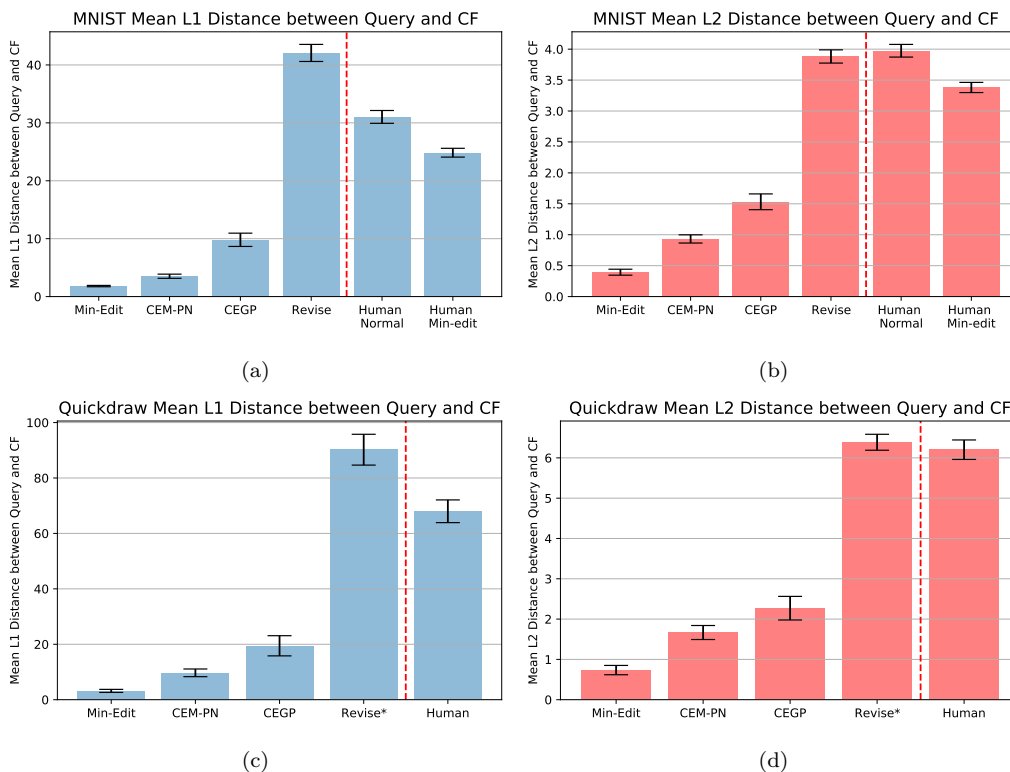 MNIST Mean L1 Distance between Query and CF
Mean L1 Distance between Query and CF
40
30
20
10
0
Min-Edit CEM-PN CEGP Revise Human Normal Human Min-edit
(a)
MNIST Mean L2 Distance between Query and CF
Mean L2 Distance between Query and CF
4.0
3.5
3.0
2.5
2.0
1.5
1.0
0.5
0.0
Min-Edit CEM-PN CEGP Revise Human Normal Human Min-edit
(b)
Quickdraw Mean L1 Distance between Query and CF
Mean L1 Distance between Query and CF
100
80
60
40
20
0
Min-Edit CEM-PN CEGP Revise* Human
(c)
Quickdraw Mean L2 Distance between Query and CF
Mean L2 Distance between Query and CF
6
5
4
3
2
1
0
Min-Edit CEM-PN CEGP Revise* Human
(d)